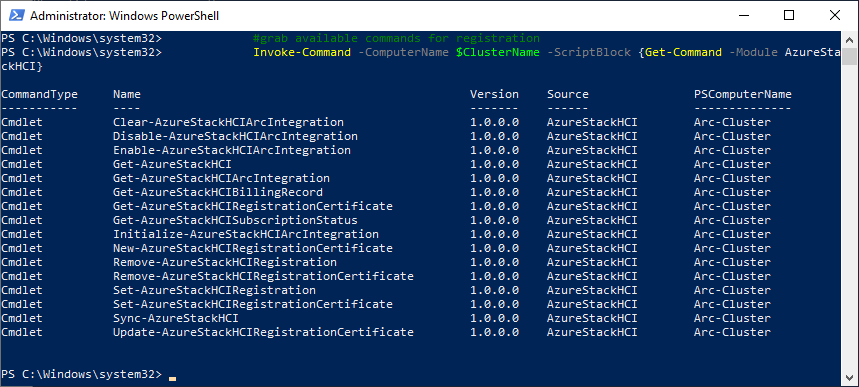 Administrator: Windows PowerShell
PS C:\Windows\system32> #grab available commands for registration
PS C:\Windows\system32> Invoke-Command -ComputerName $ClusterName -ScriptBlock {Get-Command -Module AzureSta
ckHCI}
CommandType Name Version Source PSComputerName
----------- ---- ------- ------ --------------
Cmdlet Clear-AzureStackHCIArcIntegration 1.0.0.0 AzureStackHCI Arc-Cluster
Cmdlet Disable-AzureStackHCIArcIntegration 1.0.0.0 AzureStackHCI Arc-Cluster
Cmdlet Enable-AzureStackHCIArcIntegration 1.0.0.0 AzureStackHCI Arc-Cluster
Cmdlet Get-AzureStackHCI 1.0.0.0 AzureStackHCI Arc-Cluster
Cmdlet Get-AzureStackHCIArcIntegration 1.0.0.0 AzureStackHCI Arc-Cluster
Cmdlet Get-AzureStackHCIBillingRecord 1.0.0.0 AzureStackHCI Arc-Cluster
Cmdlet Get-AzureStackHCIRegistrationCertificate 1.0.0.0 AzureStackHCI Arc-Cluster
Cmdlet Get-AzureStackHCISubscriptionStatus 1.0.0.0 AzureStackHCI Arc-Cluster
Cmdlet Initialize-AzureStackHCIArcIntegration 1.0.0.0 AzureStackHCI Arc-Cluster
Cmdlet New-AzureStackHCIRegistrationCertificate 1.0.0.0 AzureStackHCI Arc-Cluster
Cmdlet Remove-AzureStackHCIRegistration 1.0.0.0 AzureStackHCI Arc-Cluster
Cmdlet Remove-AzureStackHCIRegistrationCertificate 1.0.0.0 AzureStackHCI Arc-Cluster
Cmdlet Set-AzureStackHCIRegistration 1.0.0.0 AzureStackHCI Arc-Cluster
Cmdlet Set-AzureStackHCIRegistrationCertificate 1.0.0.0 AzureStackHCI Arc-Cluster
Cmdlet Sync-AzureStackHCI 1.0.0.0 AzureStackHCI Arc-Cluster
Cmdlet Update-AzureStackHCIRegistrationCertificate 1.0.0.0 AzureStackHCI Arc-Cluster
PS C:\Windows\system32> _